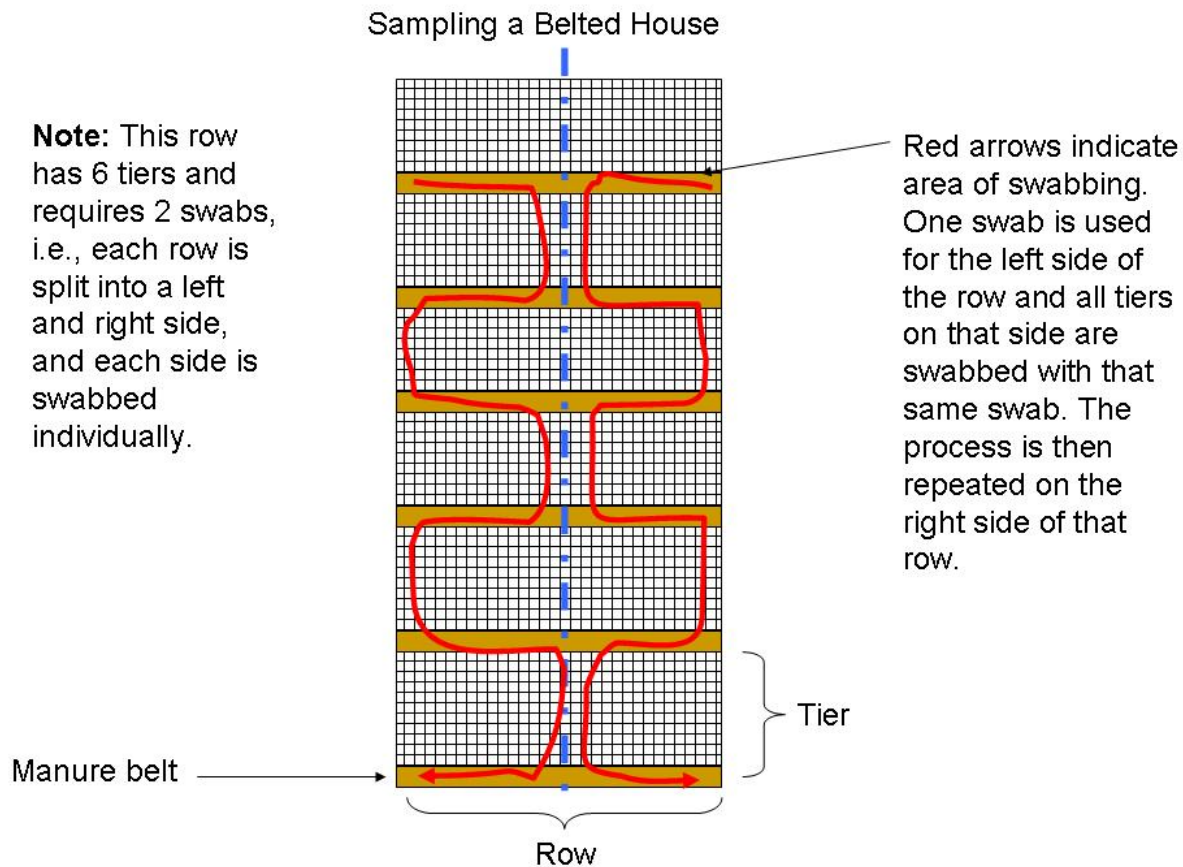 Sampling a Belted House
Note: This row
has 6 tiers and
requires 2 swabs,
i.e., each row is
split into a left
and right side,
and each side is
swabbed
individually.
Red arrows indicate
area of swabbing.
One swab is used
for the left side of
the row and all tiers
on that side are
swabbed with that
same swab. The
process is then
repeated on the
right side of that
row.
Tier
Manure belt
Row